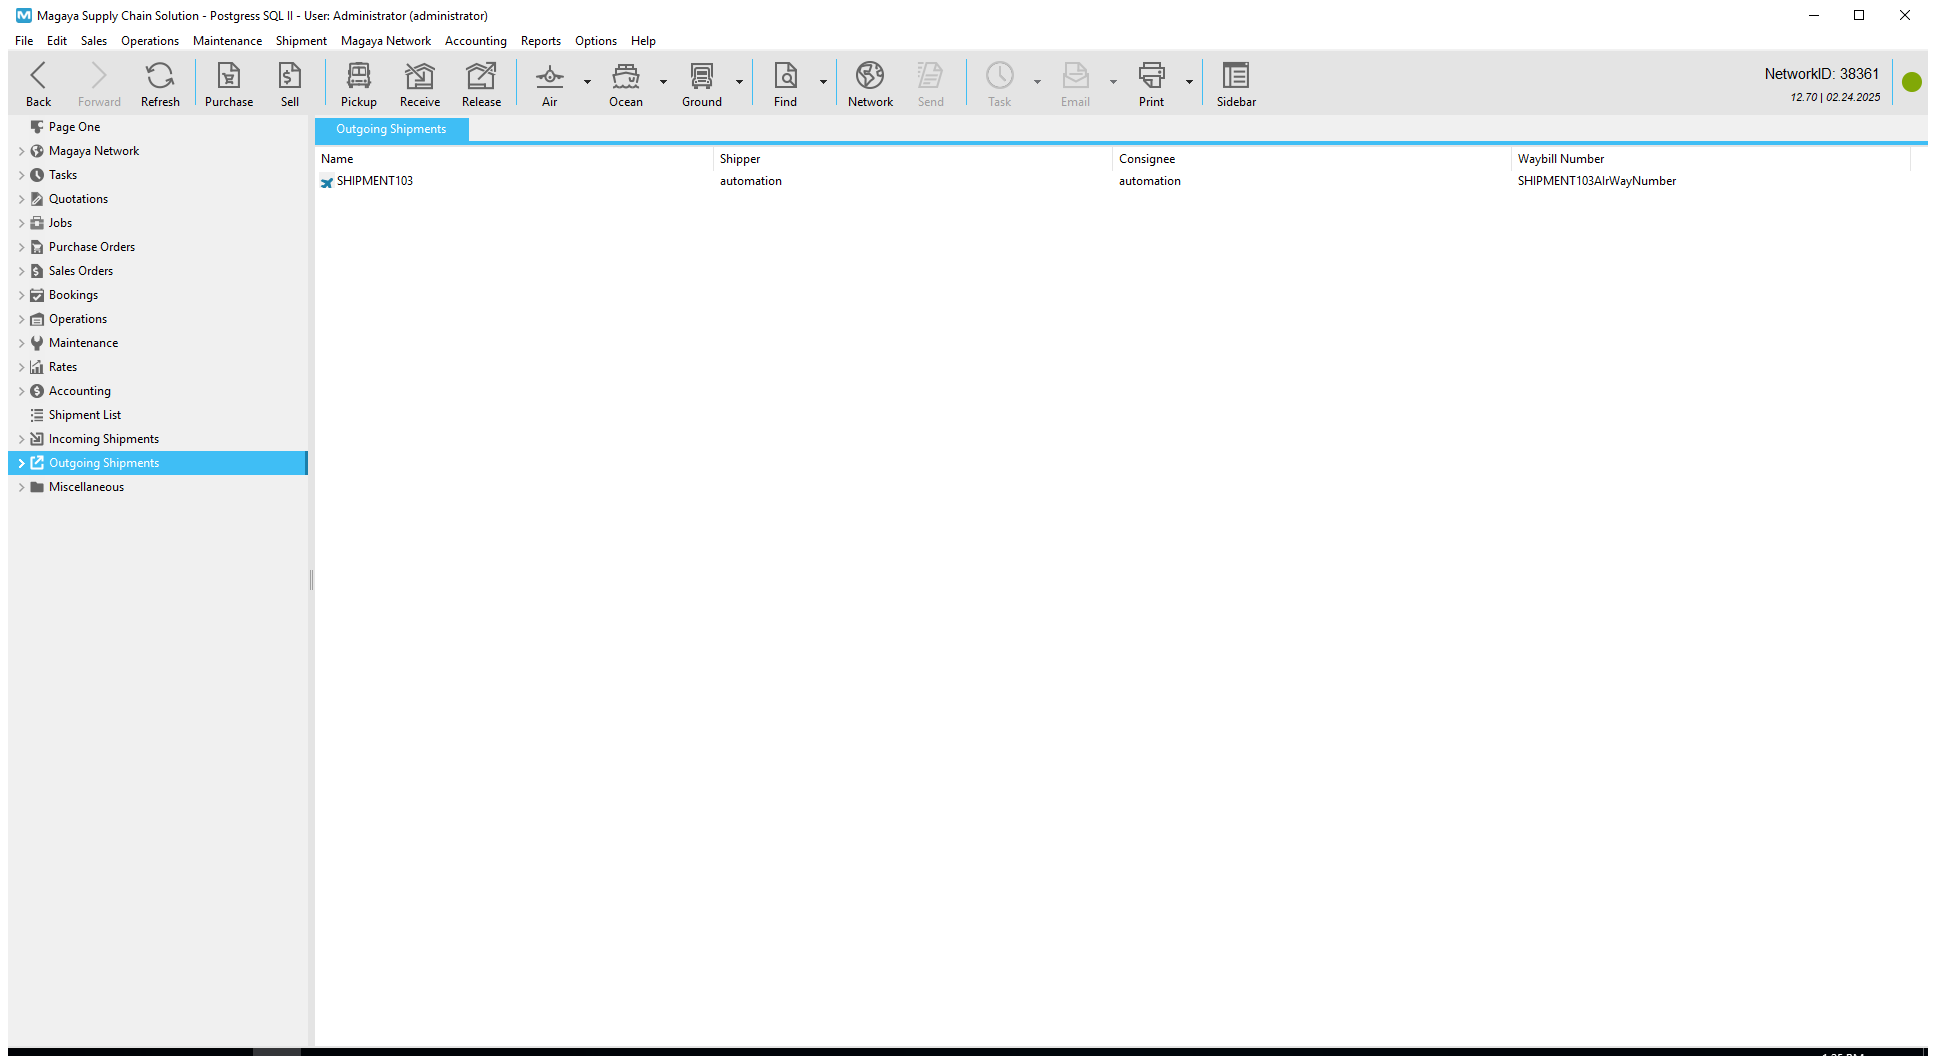 Magaya Supply Chain Solution - Postgress SQL II - User: Administrator (administrator)
File Edit Sales Operations Maintenance Shipment Magaya Network Accounting Reports Options Help
Back Forward Refresh Purchase Sell Pickup Receive Release Air Ocean Ground Find Network Send Task Email Print Sidebar
NetworkID: 38361
12.70 | 02.24.2025
Page One
Magaya Network
Tasks
Quotations
Jobs
Purchase Orders
Sales Orders
Bookings
Operations
Maintenance
Rates
Accounting
Shipment List
Incoming Shipments
Outgoing Shipments
Miscellaneous
Outgoing Shipments
Name Shipper Consignee Waybill Number
SHIPMENT103 automation automation SHIPMENT103AIrWayNumber